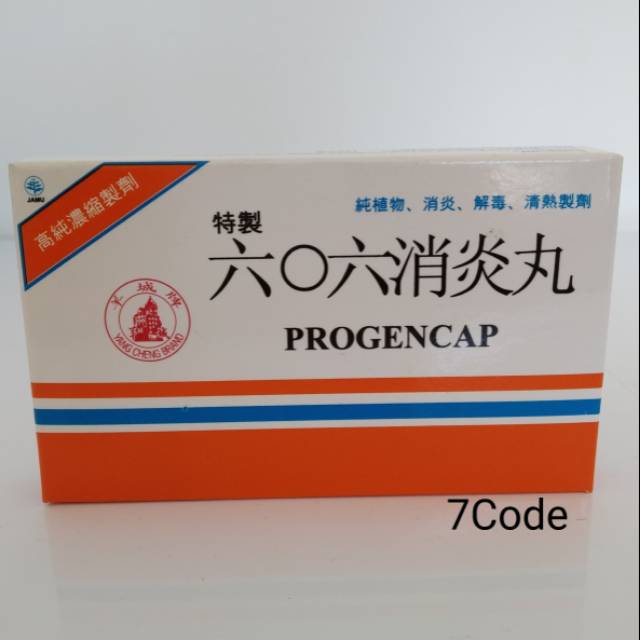 JAMU
高純濃縮製劑
純植物、消炎、解毒、清熱製劑
特製
六〇六消炎丸
PROGENCAP
羊城牌
YANG CHENG BRAND
7Code